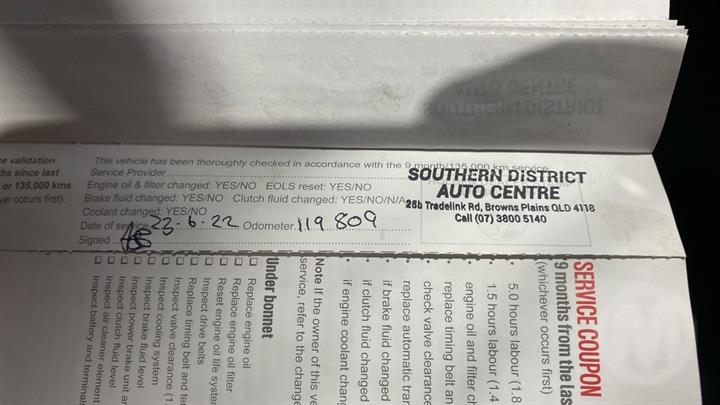 e validation
ths since last
or 135,000 kms
ver occurs first)
This vehicle has been thoroughly checked in accordance with the 9 month/135,000 km service.
Service Provider
Engine oil & filter changed: YES/NO EOLS reset: YES/NO
Brake fluid changed: YES/NO Clutch fluid changed: YES/NO/N/A
Coolant changed: YES/NO
Date of service 23-6.22 Odometer 119 809
Signed
SOUTHERN DISTRICT
AUTO CENTRE
25b Tradelink Rd, Browns Plains QLD 4118
Call (07) 3800 5140
SERVICE COUPON
9 months from the las
(whichever occurs first)
• 5.0 hours labour (1.8
• 1.5 hours labour (1.4
engine oil and filter ch
replace timing belt an
check valve clearance
replace automatic tran
if brake fluid changed
if clutch fluid changed
if engine coolant chang
Note If the owner of this ve
service, refer to the change
Under bonnet
Replace engine oil
Replace engine oil filter
Reset engine oil life syste
Inspect drive belts
Replace timing belt and te
Inspect valve clearance (1
Inspect cooling system
Inspect brake fluid level
Inspect power brake unit ar
Inspect clutch fluid level
Inspect air cleaner element
Inspect battery and terminals